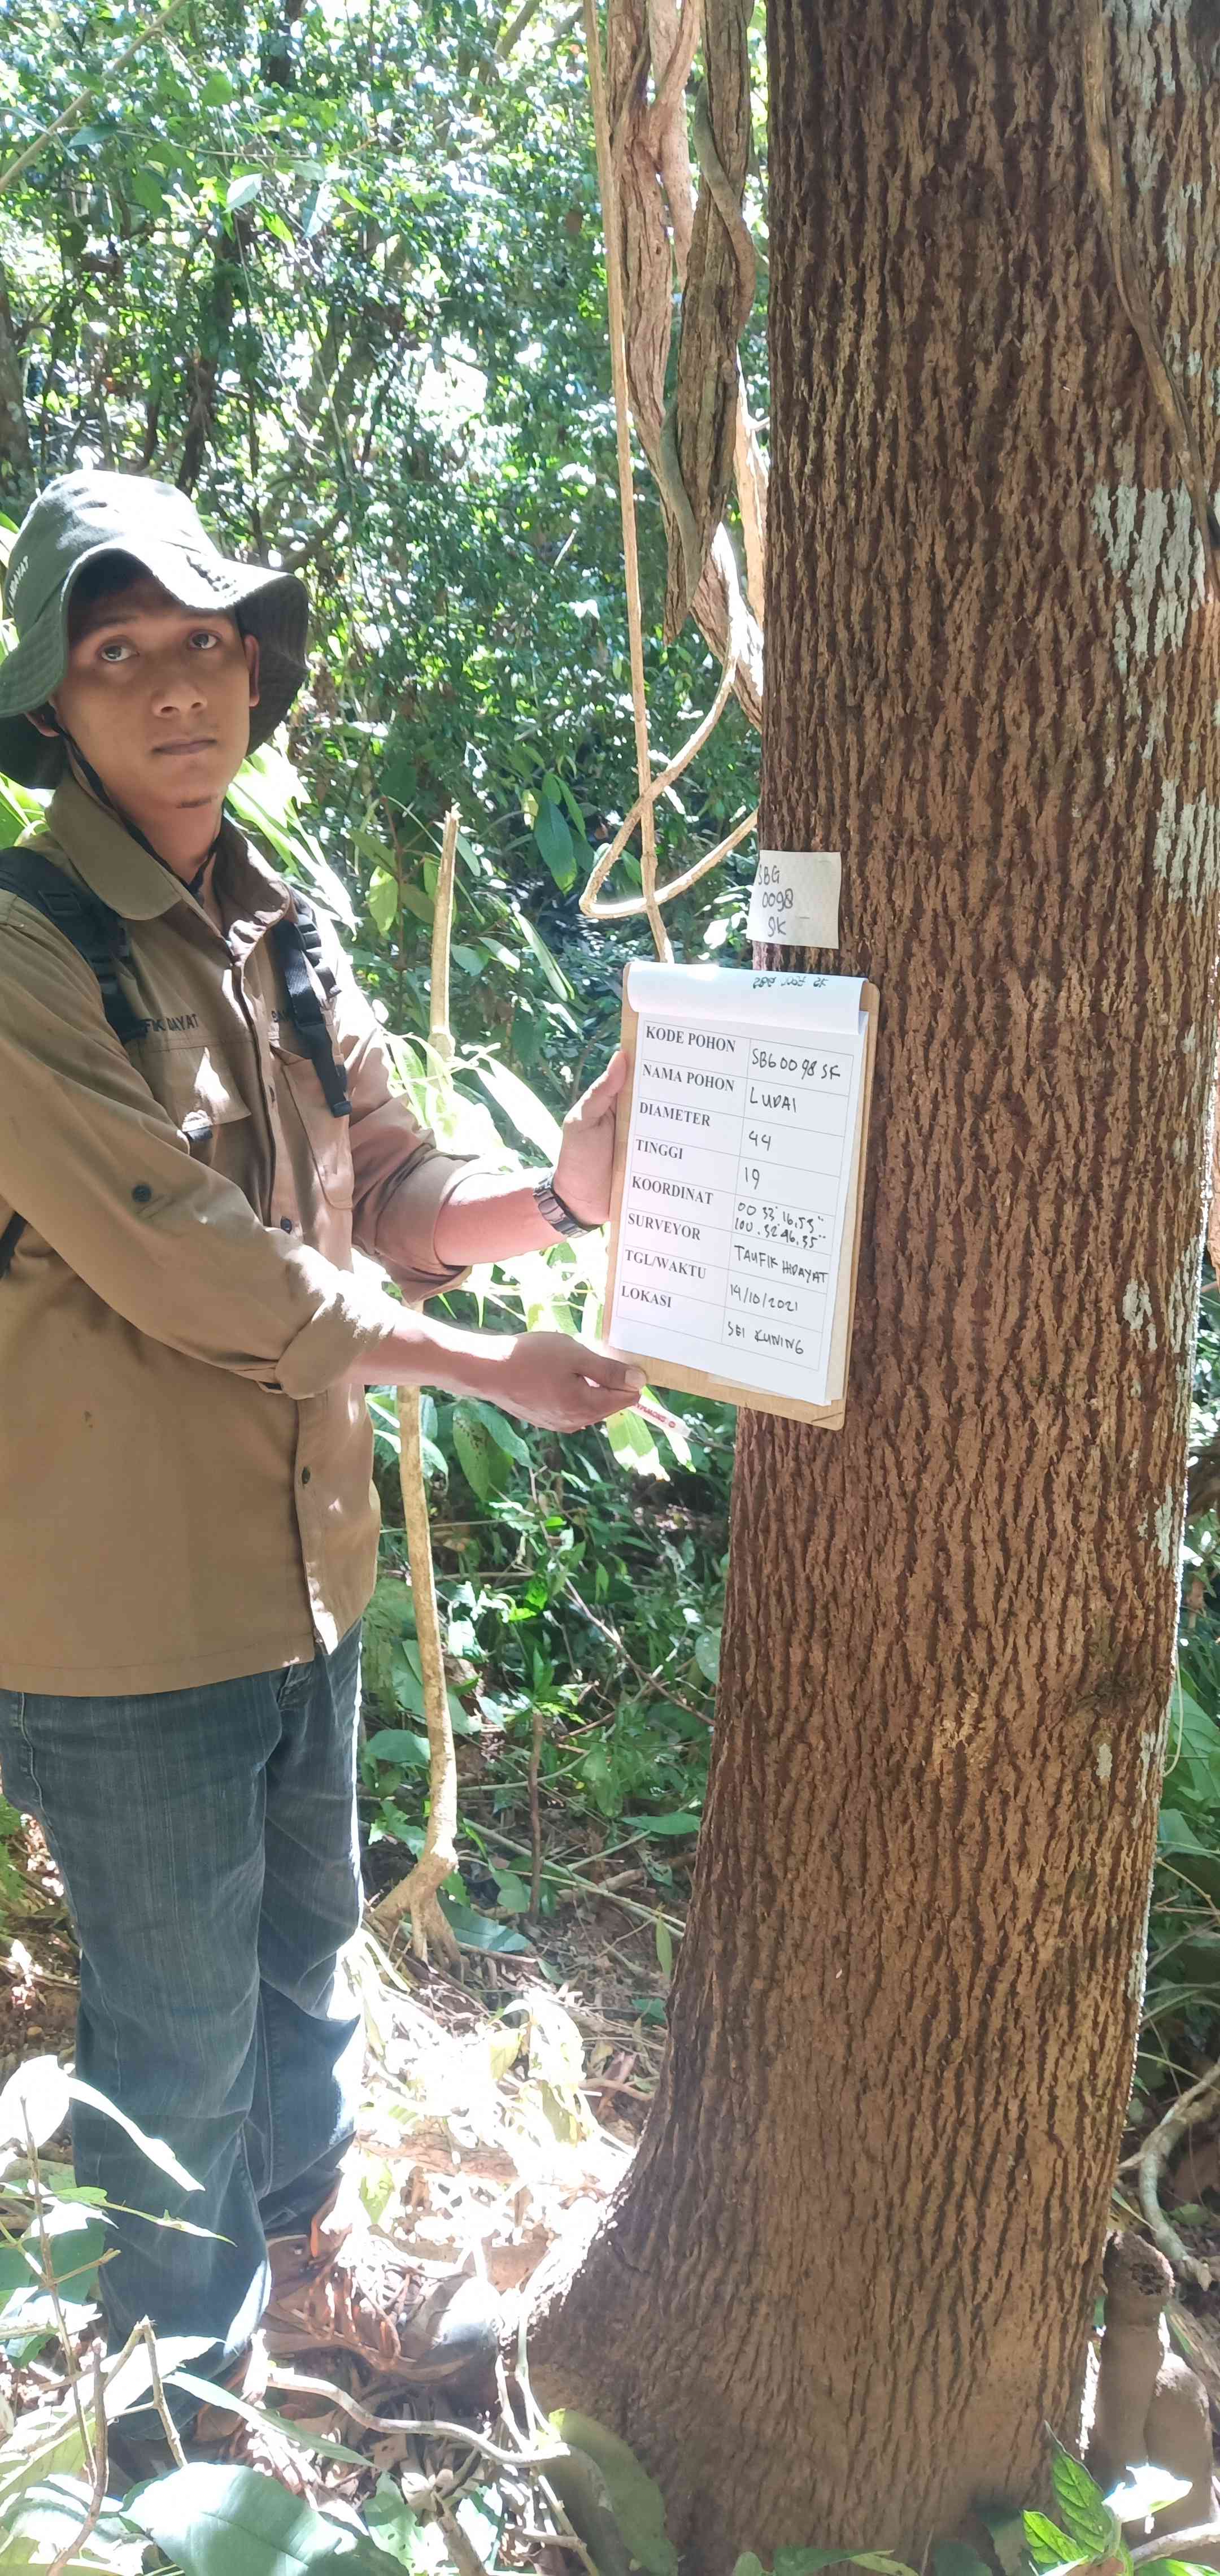 SBG
0098
SK
KODE POHON SBG 0098 SK
NAMA POHON LUDAI
DIAMETER 44
TINGGI 19
KOORDINAT 00 33' 16,53"
100. 32' 46,35"
SURVEYOR TAUFIK HIDAYAT
TGL/WAKTU 14/10/2021
LOKASI SEI KUNING